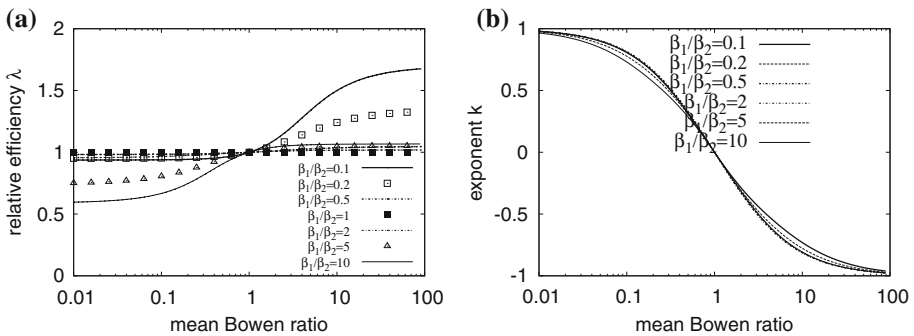 (a)
2
1.5
1
0.5
0
relative efficiency λ
β1/β2=0.1
β1/β2=0.2
β1/β2=0.5
β1/β2=1
β1/β2=2
β1/β2=5
β1/β2=10
0.01
0.1
1
10
100
mean Bowen ratio
(b)
1
0.5
0
-0.5
-1
exponent k
β1/β2=0.1
β1/β2=0.2
β1/β2=0.5
β1/β2=2
β1/β2=5
β1/β2=10
0.01
0.1
1
10
100
mean Bowen ratio